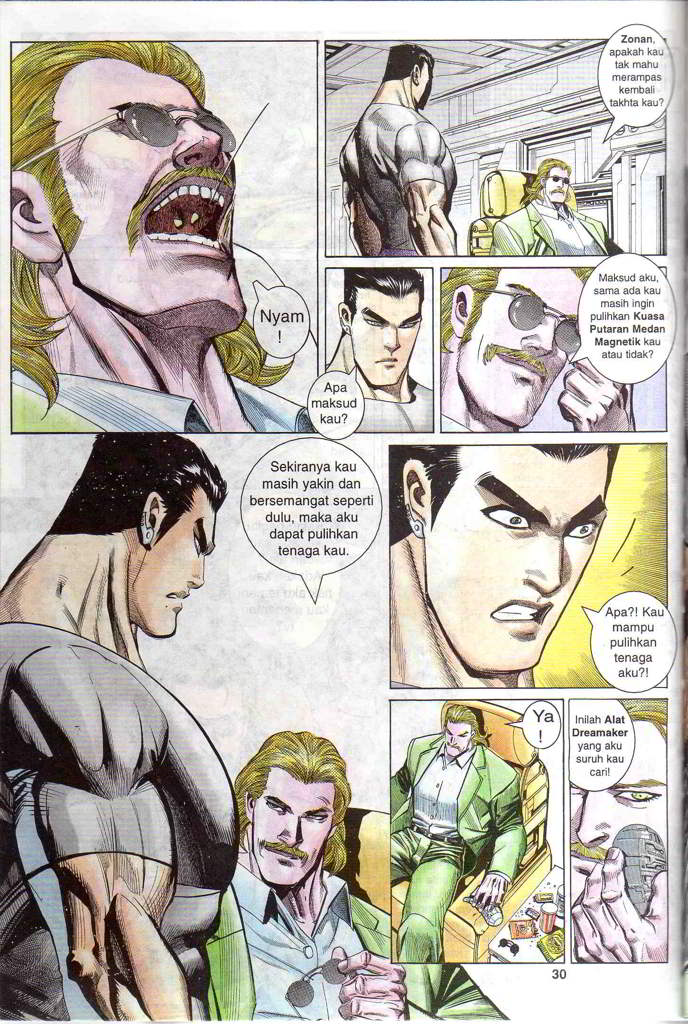 Nyam
!
Zonan,
apakah kau
tak mahu
merampas
kembali
takhta kau?
Apa
maksud
kau?
Maksud aku,
sama ada kau
masih ingin
pulihkan Kuasa
Putaran Medan
Magnetik kau
atau tidak?
Sekiranya kau
masih yakin dan
bersemangat seperti
dulu, maka aku
dapat pulihkan
tenaga kau.
Apa?! Kau
mampu
pulihkan
tenaga
aku?!
Ya
!
Inilah Alat
Dreamaker
yang aku
suruh kau
cari!
30